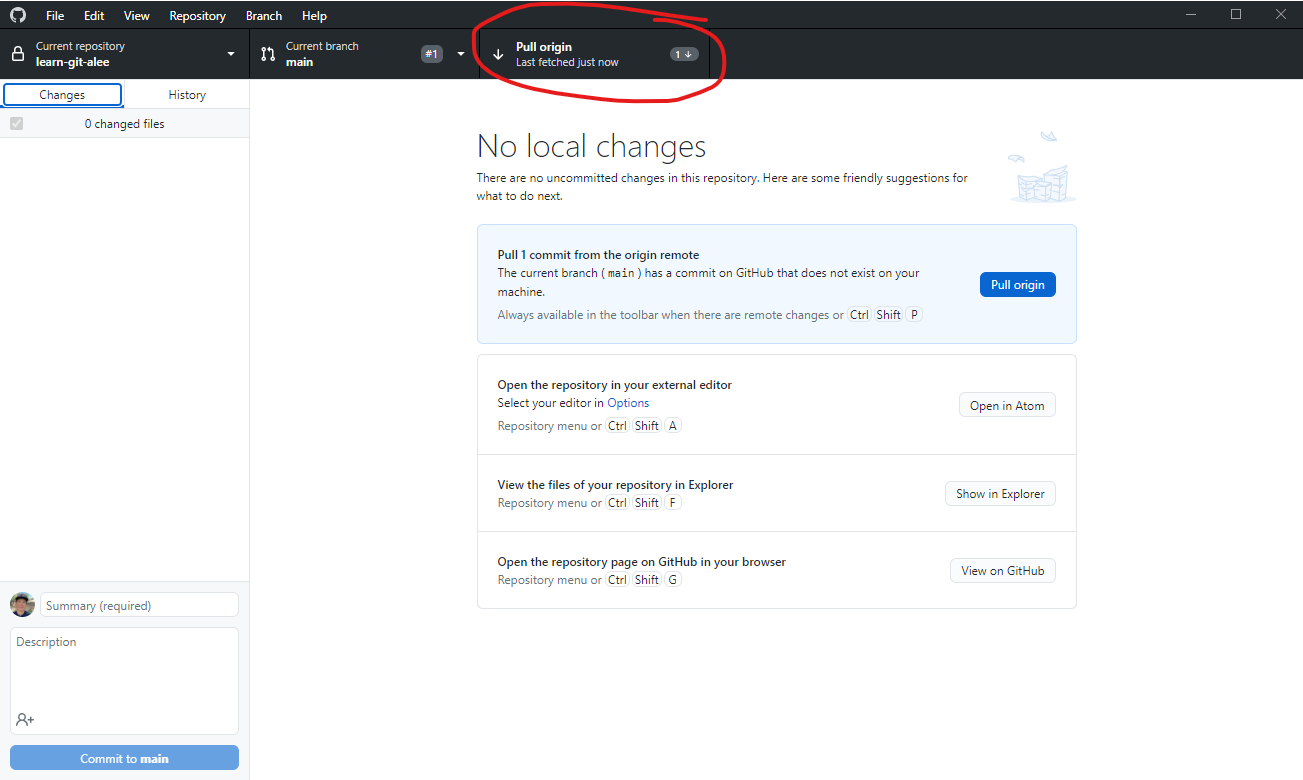 File Edit View Repository Branch Help
Current repository
learn-git-alee
Current branch
main
#1
Pull origin
Last fetched just now
1
Changes History
0 changed files
No local changes
There are no uncommitted changes in this repository. Here are some friendly suggestions for
what to do next.
Pull 1 commit from the origin remote
The current branch ( main ) has a commit on GitHub that does not exist on your
machine.
Always available in the toolbar when there are remote changes or Ctrl Shift P
Pull origin
Open the repository in your external editor
Select your editor in Options
Repository menu or Ctrl Shift A
Open in Atom
View the files of your repository in Explorer
Repository menu or Ctrl Shift F
Show in Explorer
Open the repository page on GitHub in your browser
Repository menu or Ctrl Shift G
View on GitHub
Summary (required)
Description
Commit to main